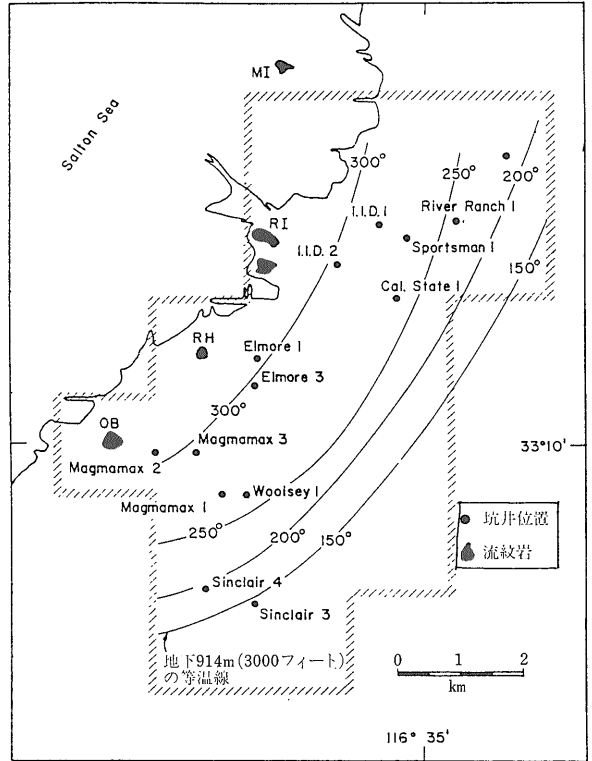 MI
Salton Sea
300°
250°
200°
I.I.D. 1
River Ranch 1
RI
Sportsman 1
I.I.D. 2
150°
Cal. State 1
RH
Elmore 1
Elmore 3
300°
OB
Magmamax 3
33°10'
Magmamax 2
Magmamax 1
Woolsey 1
坑井位置
250°
200°
150°
流紋岩
Sinclair 4
Sinclair 3
地下914m(3000フィート)
の等温線
0 1 2
km
116° 35'